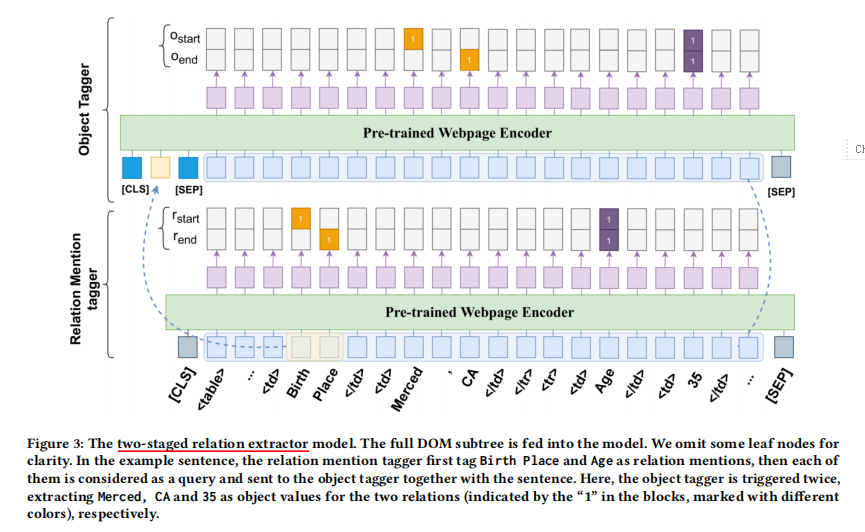 Object Tagger
o start
o end
1
1
1
1
Pre-trained Webpage Encoder
[CLS]
[SEP]
[SEP]
Relation Mention tagger
r start
r end
1
1
1
1
Pre-trained Webpage Encoder
[CLS]
<table>
...
<td>
Birth
Place
</td>
<td>
Merced
,
CA
</td>
</tr>
<tr>
<td>
Age
</td>
<td>
35
</td>
...
[SEP]
Figure 3: The two-staged relation extractor model. The full DOM subtree is fed into the model. We omit some leaf nodes for
clarity. In the example sentence, the relation mention tagger first tag Birth Place and Age as relation mentions, then each of
them is considered as a query and sent to the object tagger together with the sentence. Here, the object tagger is triggered twice,
extracting Merced, CA and 35 as object values for the two relations (indicated by the “1” in the blocks, marked with different
colors), respectively.